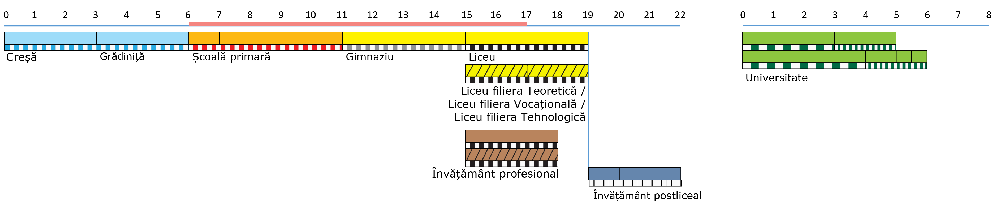 0 1 2 3 4 5 6 7 8 9 10 11 12 13 14 15 16 17 18 19 20 21 22
0 1 2 3 4 5 6 7 8
Creșă Grădiniță Școală primară Gimnaziu Liceu
Liceu filiera Teoretică /
Liceu filiera Vocațională /
Liceu filiera Tehnologică
Învățământ profesional
Învățământ postliceal
Universitate